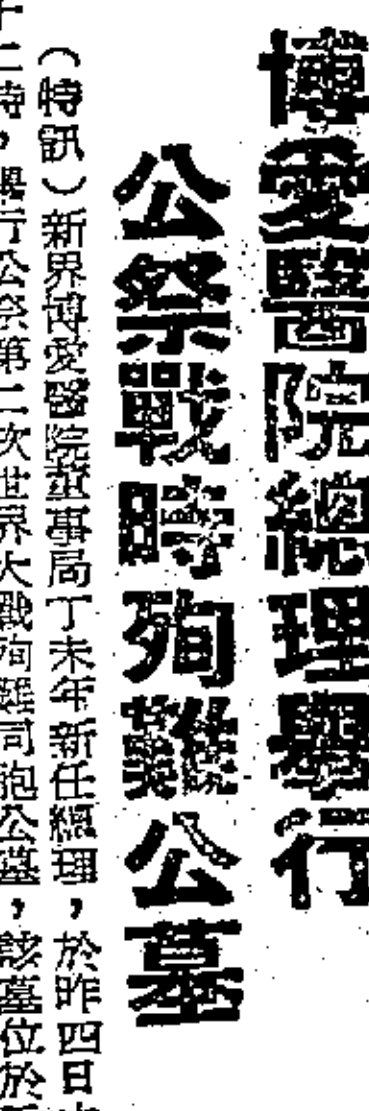 博愛醫院總理舉行
公祭戰時殉難公墓
（特訊）新界博愛醫院董事局丁未年新任總理，於昨四日
十二時，舉行公祭第二次世界大戰殉難同胞公墓，該墓位於